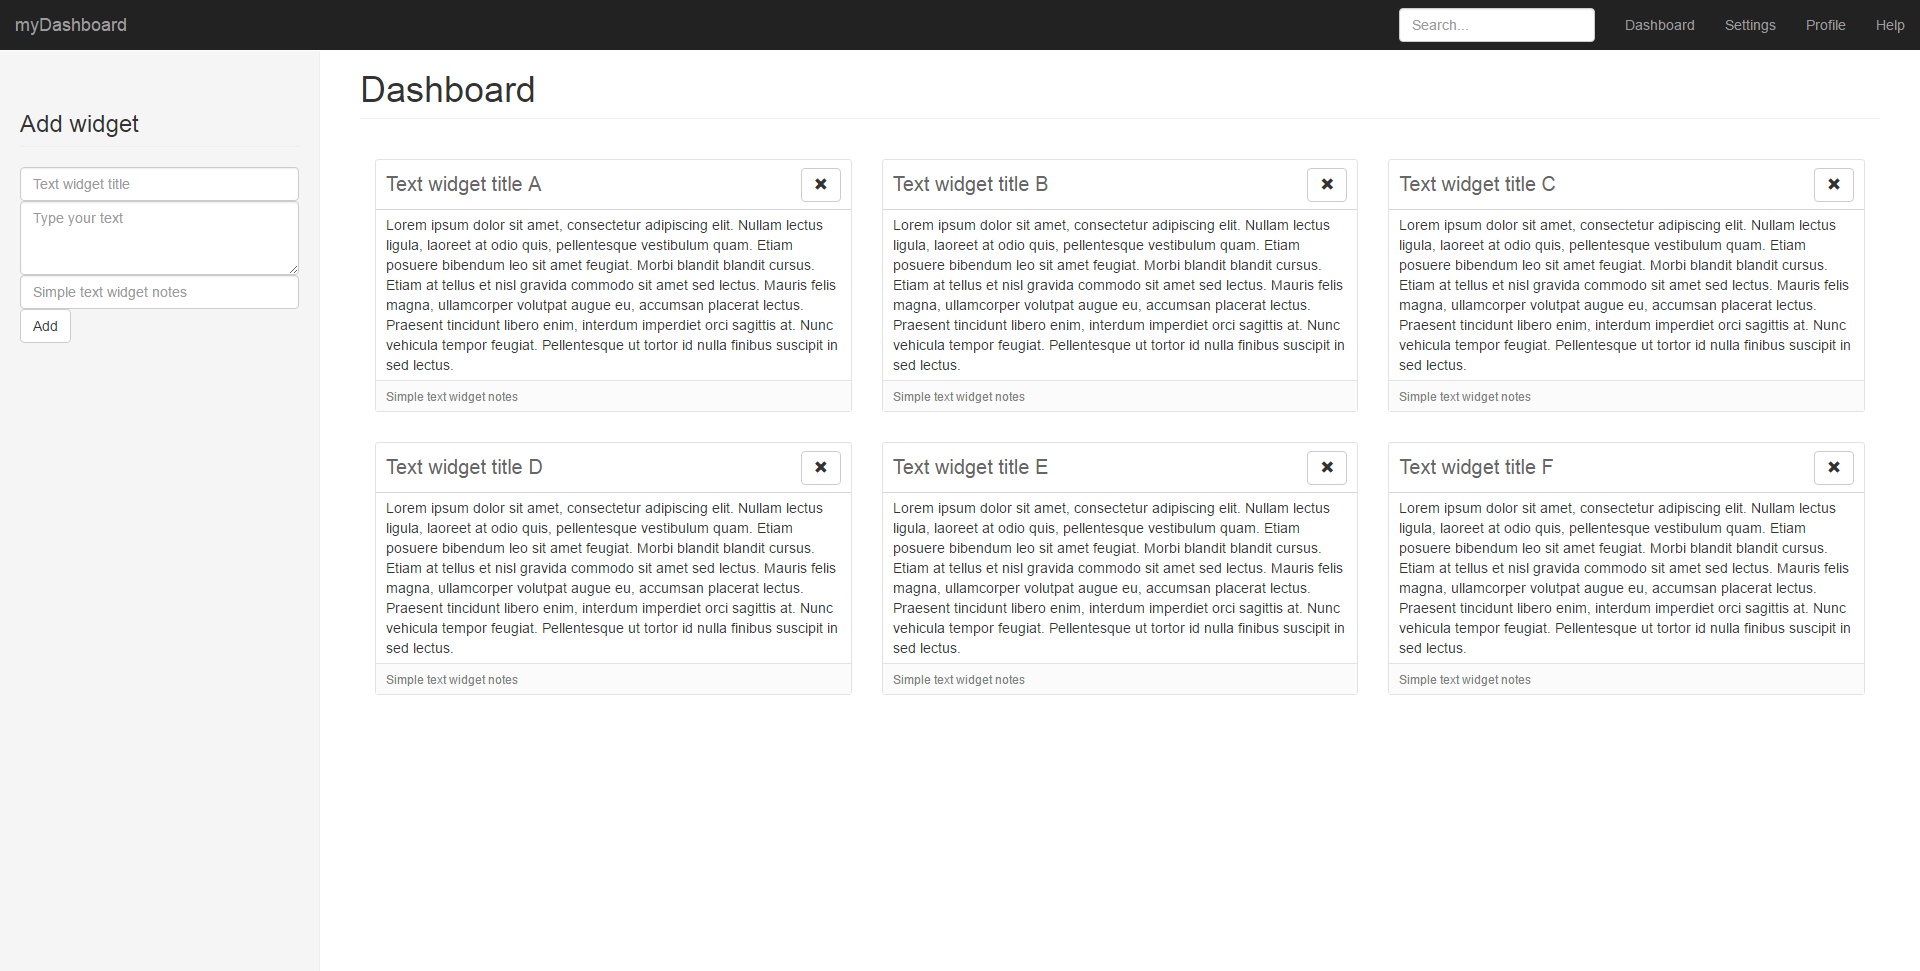 myDashboard
Search...
Dashboard
Settings
Profile
Help
Add widget
Text widget title
Type your text
Simple text widget notes
Add
Dashboard
Text widget title A
Lorem ipsum dolor sit amet, consectetur adipiscing elit. Nullam lectus
ligula, laoreet at odio quis, pellentesque vestibulum quam. Etiam
posuere bibendum leo sit amet feugiat. Morbi blandit blandit cursus.
Etiam at tellus et nisl gravida commodo sit amet sed lectus. Mauris felis
magna, ullamcorper volutpat augue eu, accumsan placerat lectus.
Praesent tincidunt libero enim, interdum imperdiet orci sagittis at. Nunc
vehicula tempor feugiat. Pellentesque ut tortor id nulla finibus suscipit in
sed lectus.
Simple text widget notes
Text widget title B
Lorem ipsum dolor sit amet, consectetur adipiscing elit. Nullam lectus
ligula, laoreet at odio quis, pellentesque vestibulum quam. Etiam
posuere bibendum leo sit amet feugiat. Morbi blandit blandit cursus.
Etiam at tellus et nisl gravida commodo sit amet sed lectus. Mauris felis
magna, ullamcorper volutpat augue eu, accumsan placerat lectus.
Praesent tincidunt libero enim, interdum imperdiet orci sagittis at. Nunc
vehicula tempor feugiat. Pellentesque ut tortor id nulla finibus suscipit in
sed lectus.
Simple text widget notes
Text widget title C
Lorem ipsum dolor sit amet, consectetur adipiscing elit. Nullam lectus
ligula, laoreet at odio quis, pellentesque vestibulum quam. Etiam
posuere bibendum leo sit amet feugiat. Morbi blandit blandit cursus.
Etiam at tellus et nisl gravida commodo sit amet sed lectus. Mauris felis
magna, ullamcorper volutpat augue eu, accumsan placerat lectus.
Praesent tincidunt libero enim, interdum imperdiet orci sagittis at. Nunc
vehicula tempor feugiat. Pellentesque ut tortor id nulla finibus suscipit in
sed lectus.
Simple text widget notes
Text widget title D
Lorem ipsum dolor sit amet, consectetur adipiscing elit. Nullam lectus
ligula, laoreet at odio quis, pellentesque vestibulum quam. Etiam
posuere bibendum leo sit amet feugiat. Morbi blandit blandit cursus.
Etiam at tellus et nisl gravida commodo sit amet sed lectus. Mauris felis
magna, ullamcorper volutpat augue eu, accumsan placerat lectus.
Praesent tincidunt libero enim, interdum imperdiet orci sagittis at. Nunc
vehicula tempor feugiat. Pellentesque ut tortor id nulla finibus suscipit in
sed lectus.
Simple text widget notes
Text widget title E
Lorem ipsum dolor sit amet, consectetur adipiscing elit. Nullam lectus
ligula, laoreet at odio quis, pellentesque vestibulum quam. Etiam
posuere bibendum leo sit amet feugiat. Morbi blandit blandit cursus.
Etiam at tellus et nisl gravida commodo sit amet sed lectus. Mauris felis
magna, ullamcorper volutpat augue eu, accumsan placerat lectus.
Praesent tincidunt libero enim, interdum imperdiet orci sagittis at. Nunc
vehicula tempor feugiat. Pellentesque ut tortor id nulla finibus suscipit in
sed lectus.
Simple text widget notes
Text widget title F
Lorem ipsum dolor sit amet, consectetur adipiscing elit. Nullam lectus
ligula, laoreet at odio quis, pellentesque vestibulum quam. Etiam
posuere bibendum leo sit amet feugiat. Morbi blandit blandit cursus.
Etiam at tellus et nisl gravida commodo sit amet sed lectus. Mauris felis
magna, ullamcorper volutpat augue eu, accumsan placerat lectus.
Praesent tincidunt libero enim, interdum imperdiet orci sagittis at. Nunc
vehicula tempor feugiat. Pellentesque ut tortor id nulla finibus suscipit in
sed lectus.
Simple text widget notes